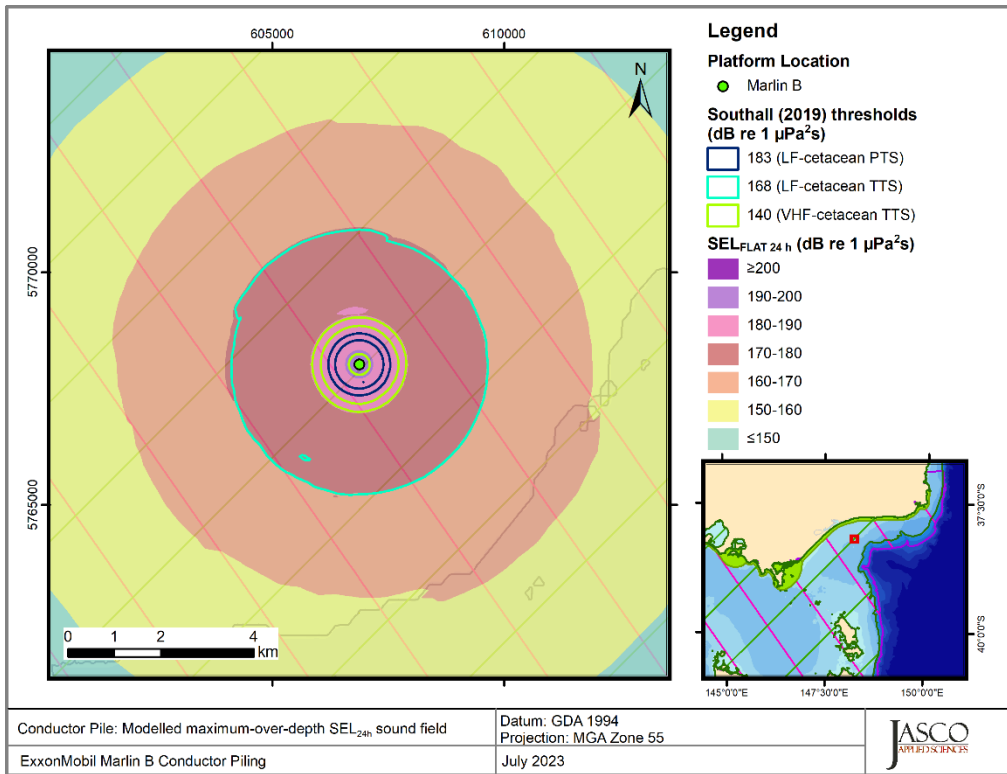 605000
610000
5770000
5765000
N
0 1 2 4
km
Legend
Platform Location
Marlin B
Southall (2019) thresholds
(dB re 1 µPa²s)
183 (LF-cetacean PTS)
168 (LF-cetacean TTS)
140 (VHF-cetacean TTS)
SEL_FLAT 24 h (dB re 1 µPa²s)
≥200
190-200
180-190
170-180
160-170
150-160
≤150
37°30'S
40°0'0"S
145°0'0"E
147°30'0"E
150°0'0"E
Conductor Pile: Modelled maximum-over-depth SEL24h sound field
Datum: GDA 1994
Projection: MGA Zone 55
ExxonMobil Marlin B Conductor Piling
July 2023
JASCO
APPLIED SCIENCES